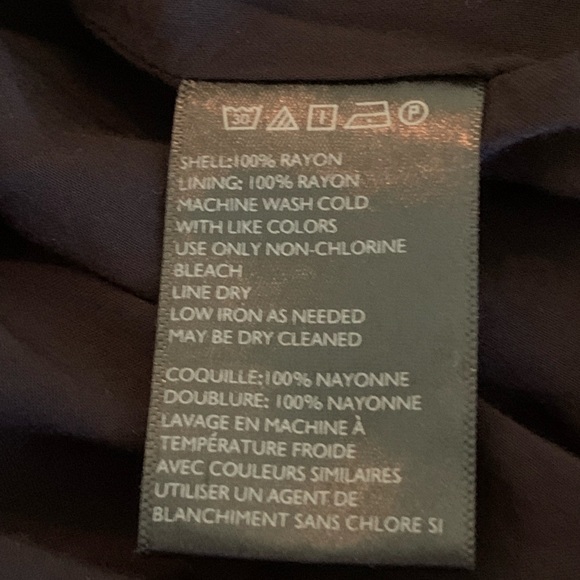 30 P
SHELL:100% RAYON
LINING: 100% RAYON
MACHINE WASH COLD
WITH LIKE COLORS
USE ONLY NON-CHLORINE
BLEACH
LINE DRY
LOW IRON AS NEEDED
MAY BE DRY CLEANED
COQUILLE:100% NAYONNE
DOUBLURE: 100% NAYONNE
LAVAGE EN MACHINE À
TEMPÉRATURE FROIDE
AVEC COULEURS SIMILAIRES
UTILISER UN AGENT DE
BLANCHIMENT SANS CHLORE SI